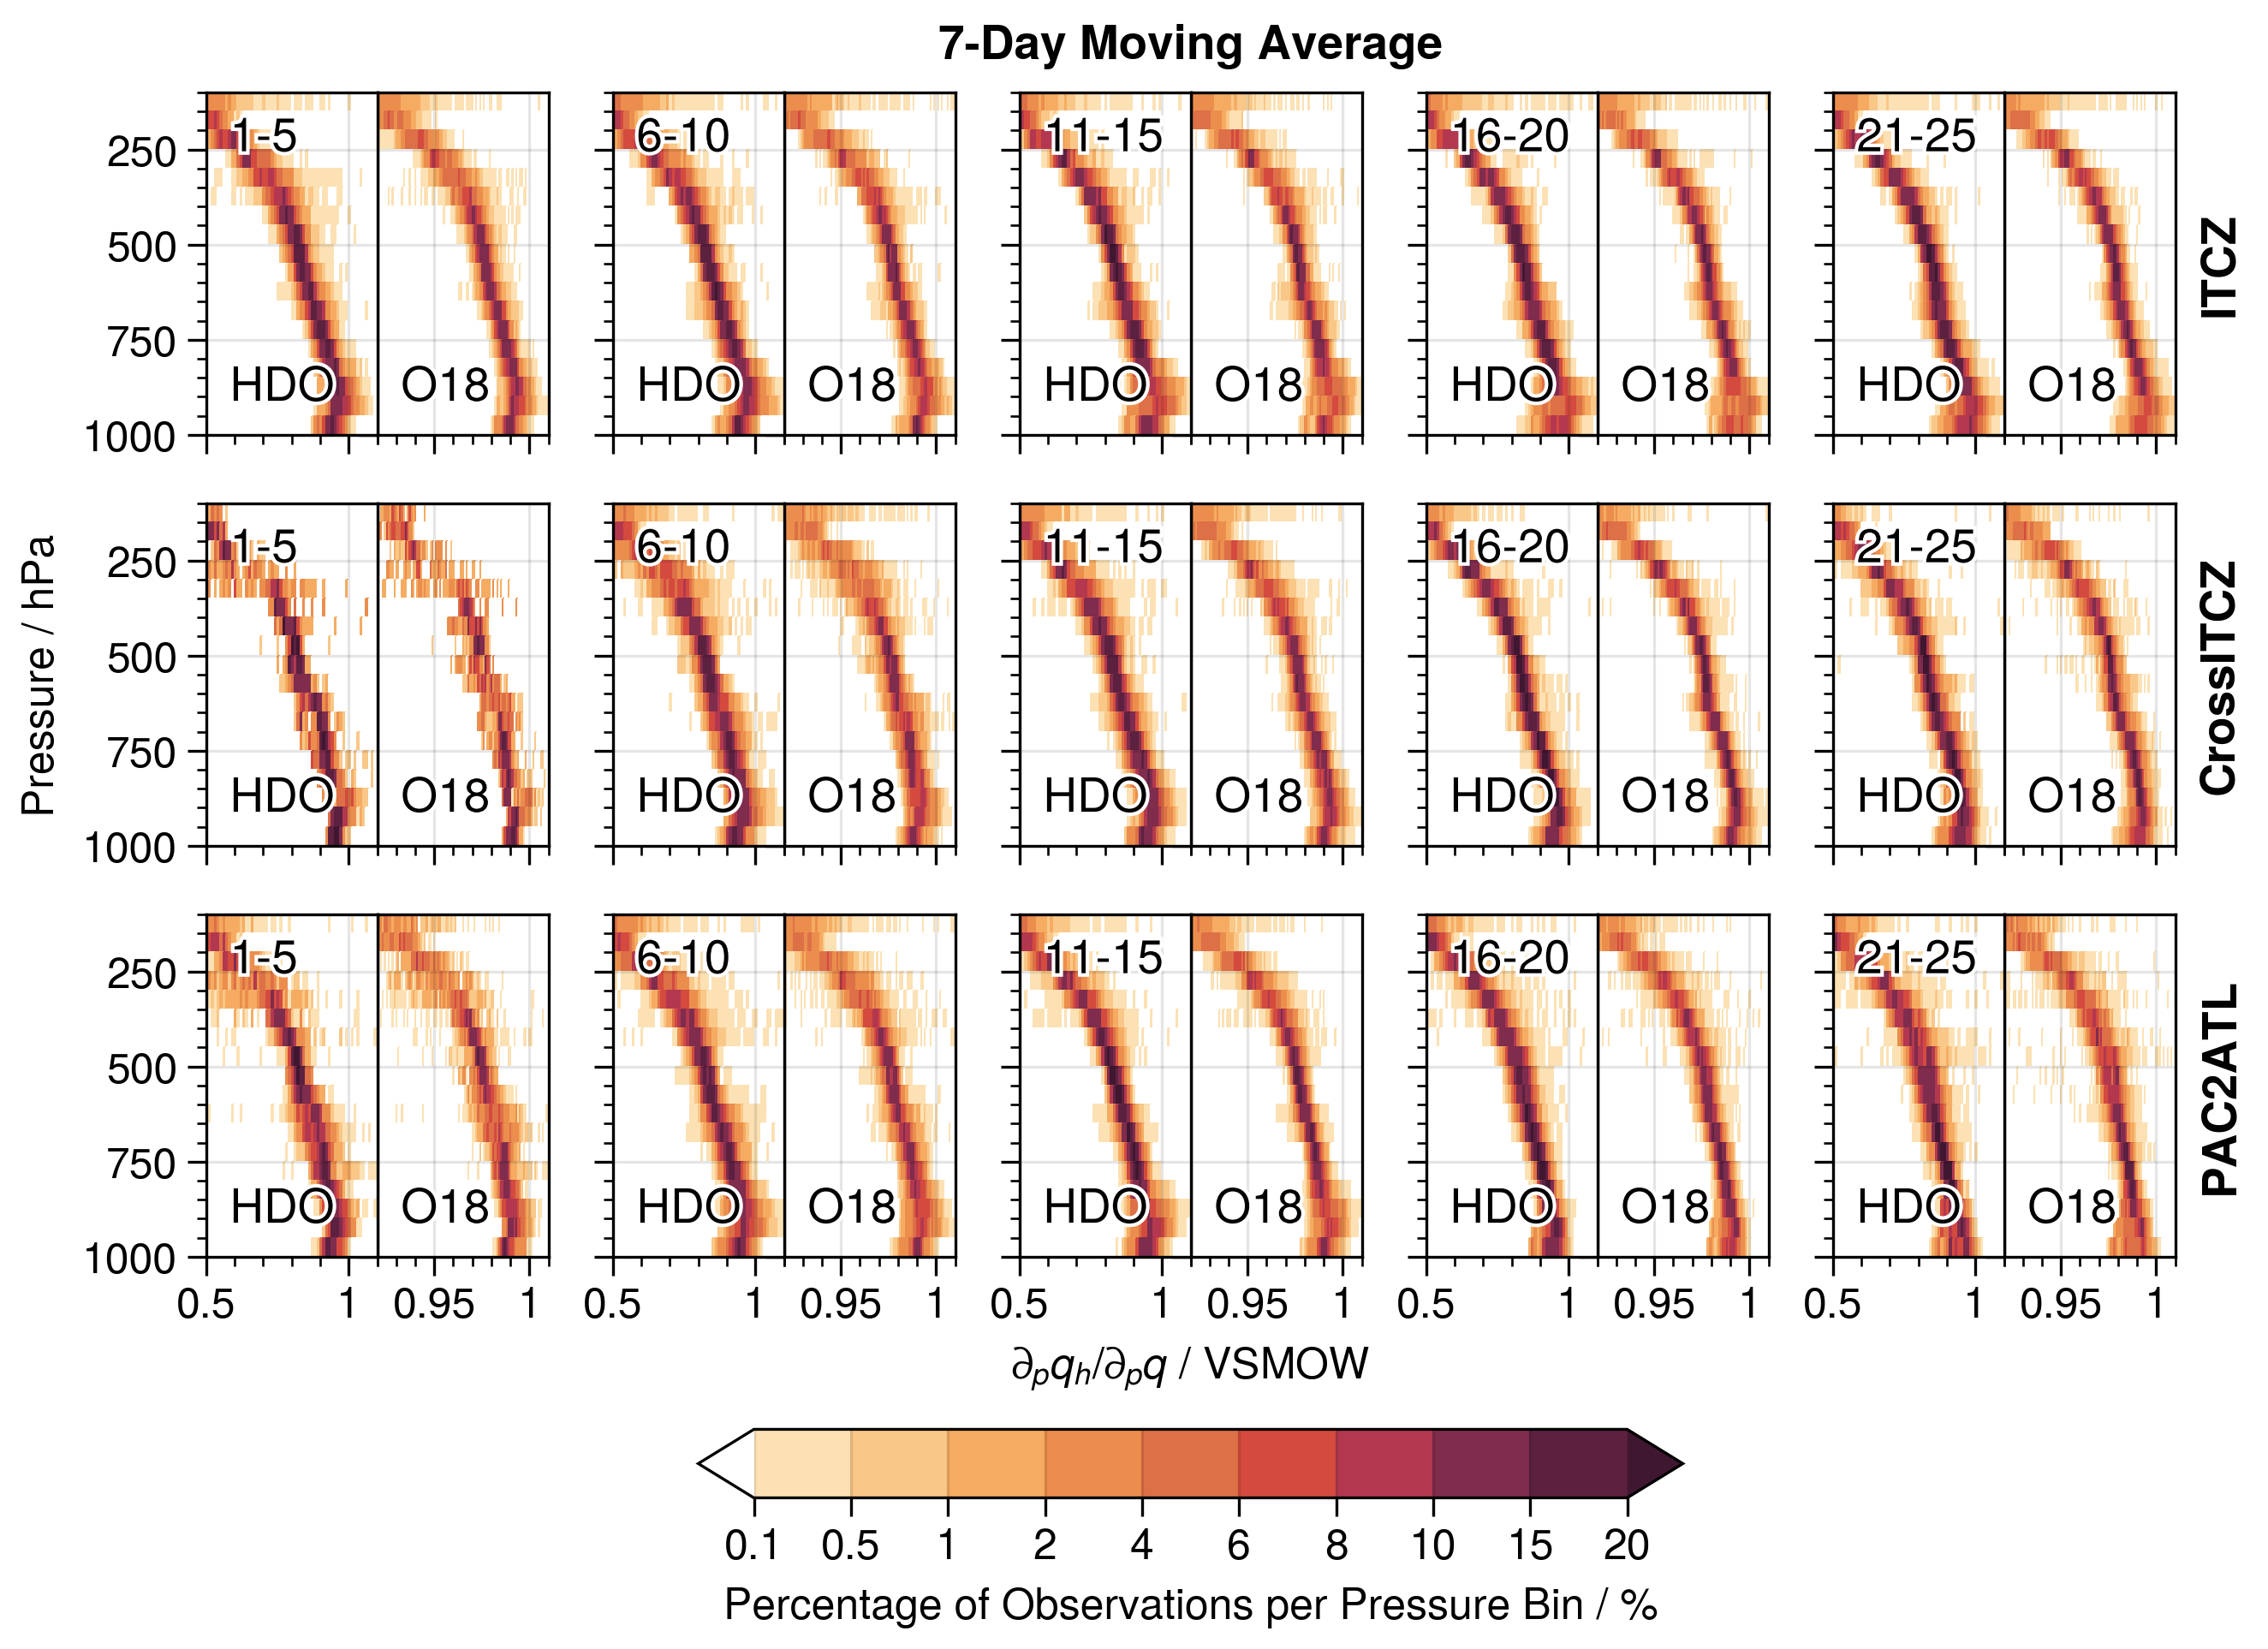 7-Day Moving Average
1-5 6-10 11-15 16-20 21-25
250
500
750
1000
HDO O18 HDO O18 HDO O18 HDO O18 HDO O18
ITCZ
Pressure / hPa
1-5 6-10 11-15 16-20 21-25
250
500
750
1000
HDO O18 HDO O18 HDO O18 HDO O18 HDO O18
CrossITCZ
1-5 6-10 11-15 16-20 21-25
250
500
750
1000
HDO O18 HDO O18 HDO O18 HDO O18 HDO O18
PAC2ATL
0.5 1 0.95 1 0.5 1 0.95 1 0.5 1 0.95 1 0.5 1 0.95 1 0.5 1 0.95 1
∂ₚqₕ/∂ₚq / VSMOW
0.1 0.5 1 2 4 6 8 10 15 20
Percentage of Observations per Pressure Bin / %